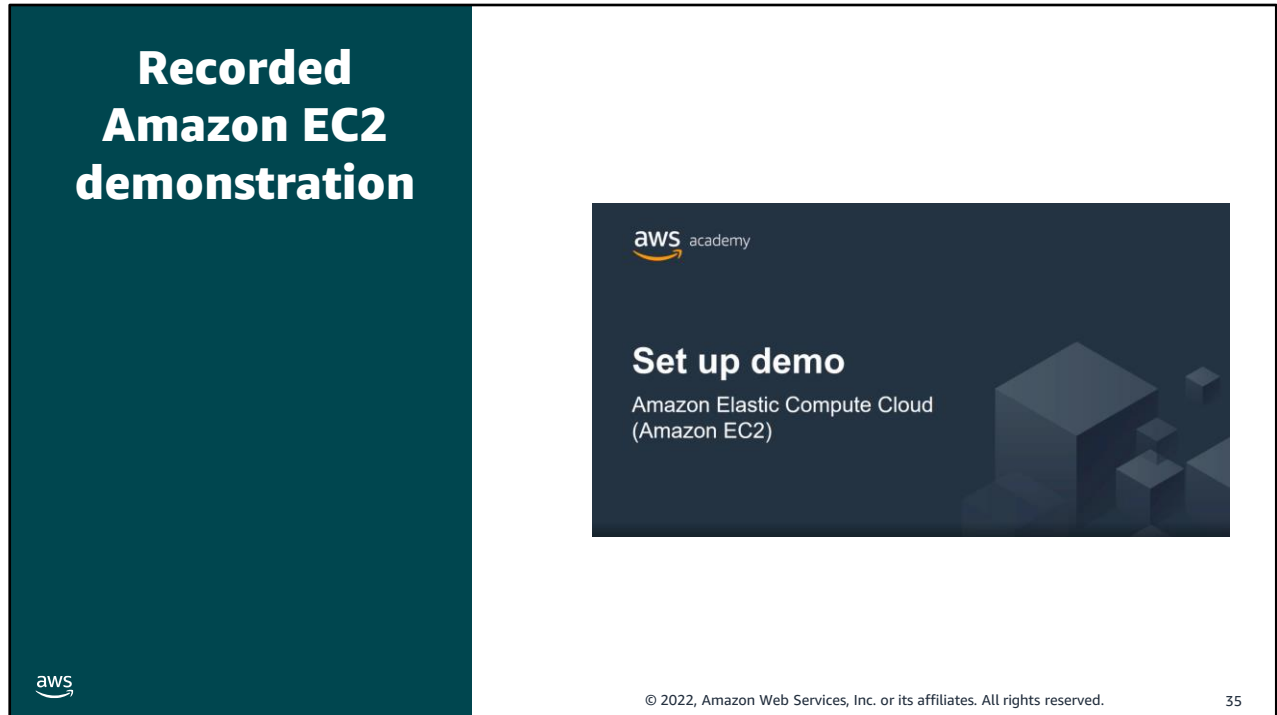 Recorded
Amazon EC2
demonstration
aws academy
Set up demo
Amazon Elastic Compute Cloud
(Amazon EC2)
aws
© 2022, Amazon Web Services, Inc. or its affiliates. All rights reserved.
35